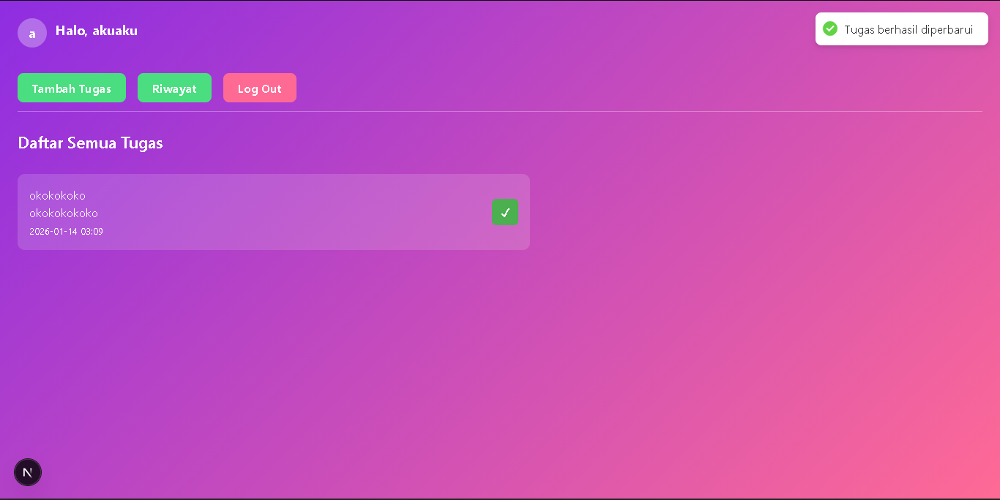 a
Halo, akuaku
Tugas berhasil diperbarui
Tambah Tugas
Riwayat
Log Out
Daftar Semua Tugas
okokokoko
okokokokoko
2026-01-14 03:09
N